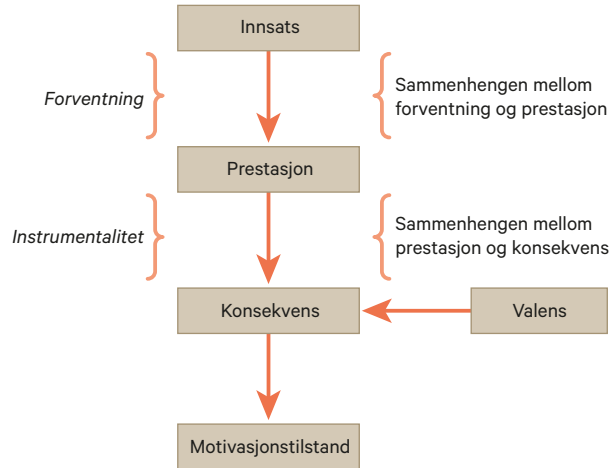 Innsats
Forventning
Sammenhengen mellom
forventning og prestasjon
Prestasjon
Instrumentalitet
Sammenhengen mellom
prestasjon og konsekvens
Konsekvens
Valens
Motivasjonstilstand